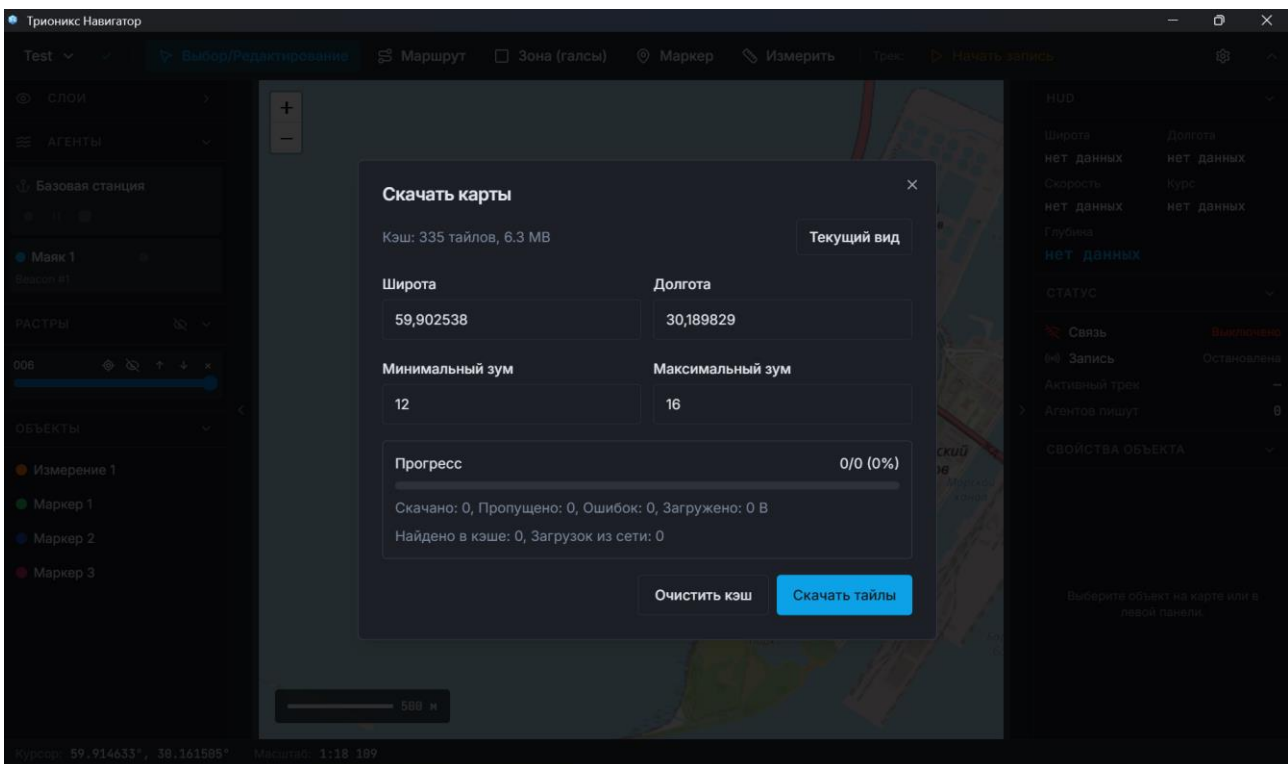 Трионикс Навигатор
Test
Выбор/Редактирование
Маршрут
Зона (галсы)
Маркер
Измерить
Трек:
Начать запись
СЛОИ
АГЕНТЫ
Базовая станция
Маяк 1
Beacon #1
РАСТРЫ
006
ОБЪЕКТЫ
Измерение 1
Маркер 1
Маркер 2
Маркер 3
+
−
Скачать карты
Кэш: 335 тайлов, 6.3 MB
Текущий вид
Широта Долгота
59,902538 30,189829
Минимальный зум Максимальный зум
12 16
Прогресс 0/0 (0%)
Скачано: 0, Пропущено: 0, Ошибок: 0, Загружено: 0 B
Найдено в кэше: 0, Загрузок из сети: 0
Очистить кэш
Скачать тайлы
500 м
HUD
Широта Долгота
нет данных нет данных
Скорость Курс
нет данных нет данных
Глубина
нет данных
СТАТУС
Связь Выключено
Запись Остановлена
Активный трек —
Агентов пишут 0
СВОЙСТВА ОБЪЕКТА
Выберите объект на карте или в
левой панели.
Курсор: 59.914633°, 30.161505° Масштаб: 1:18 109